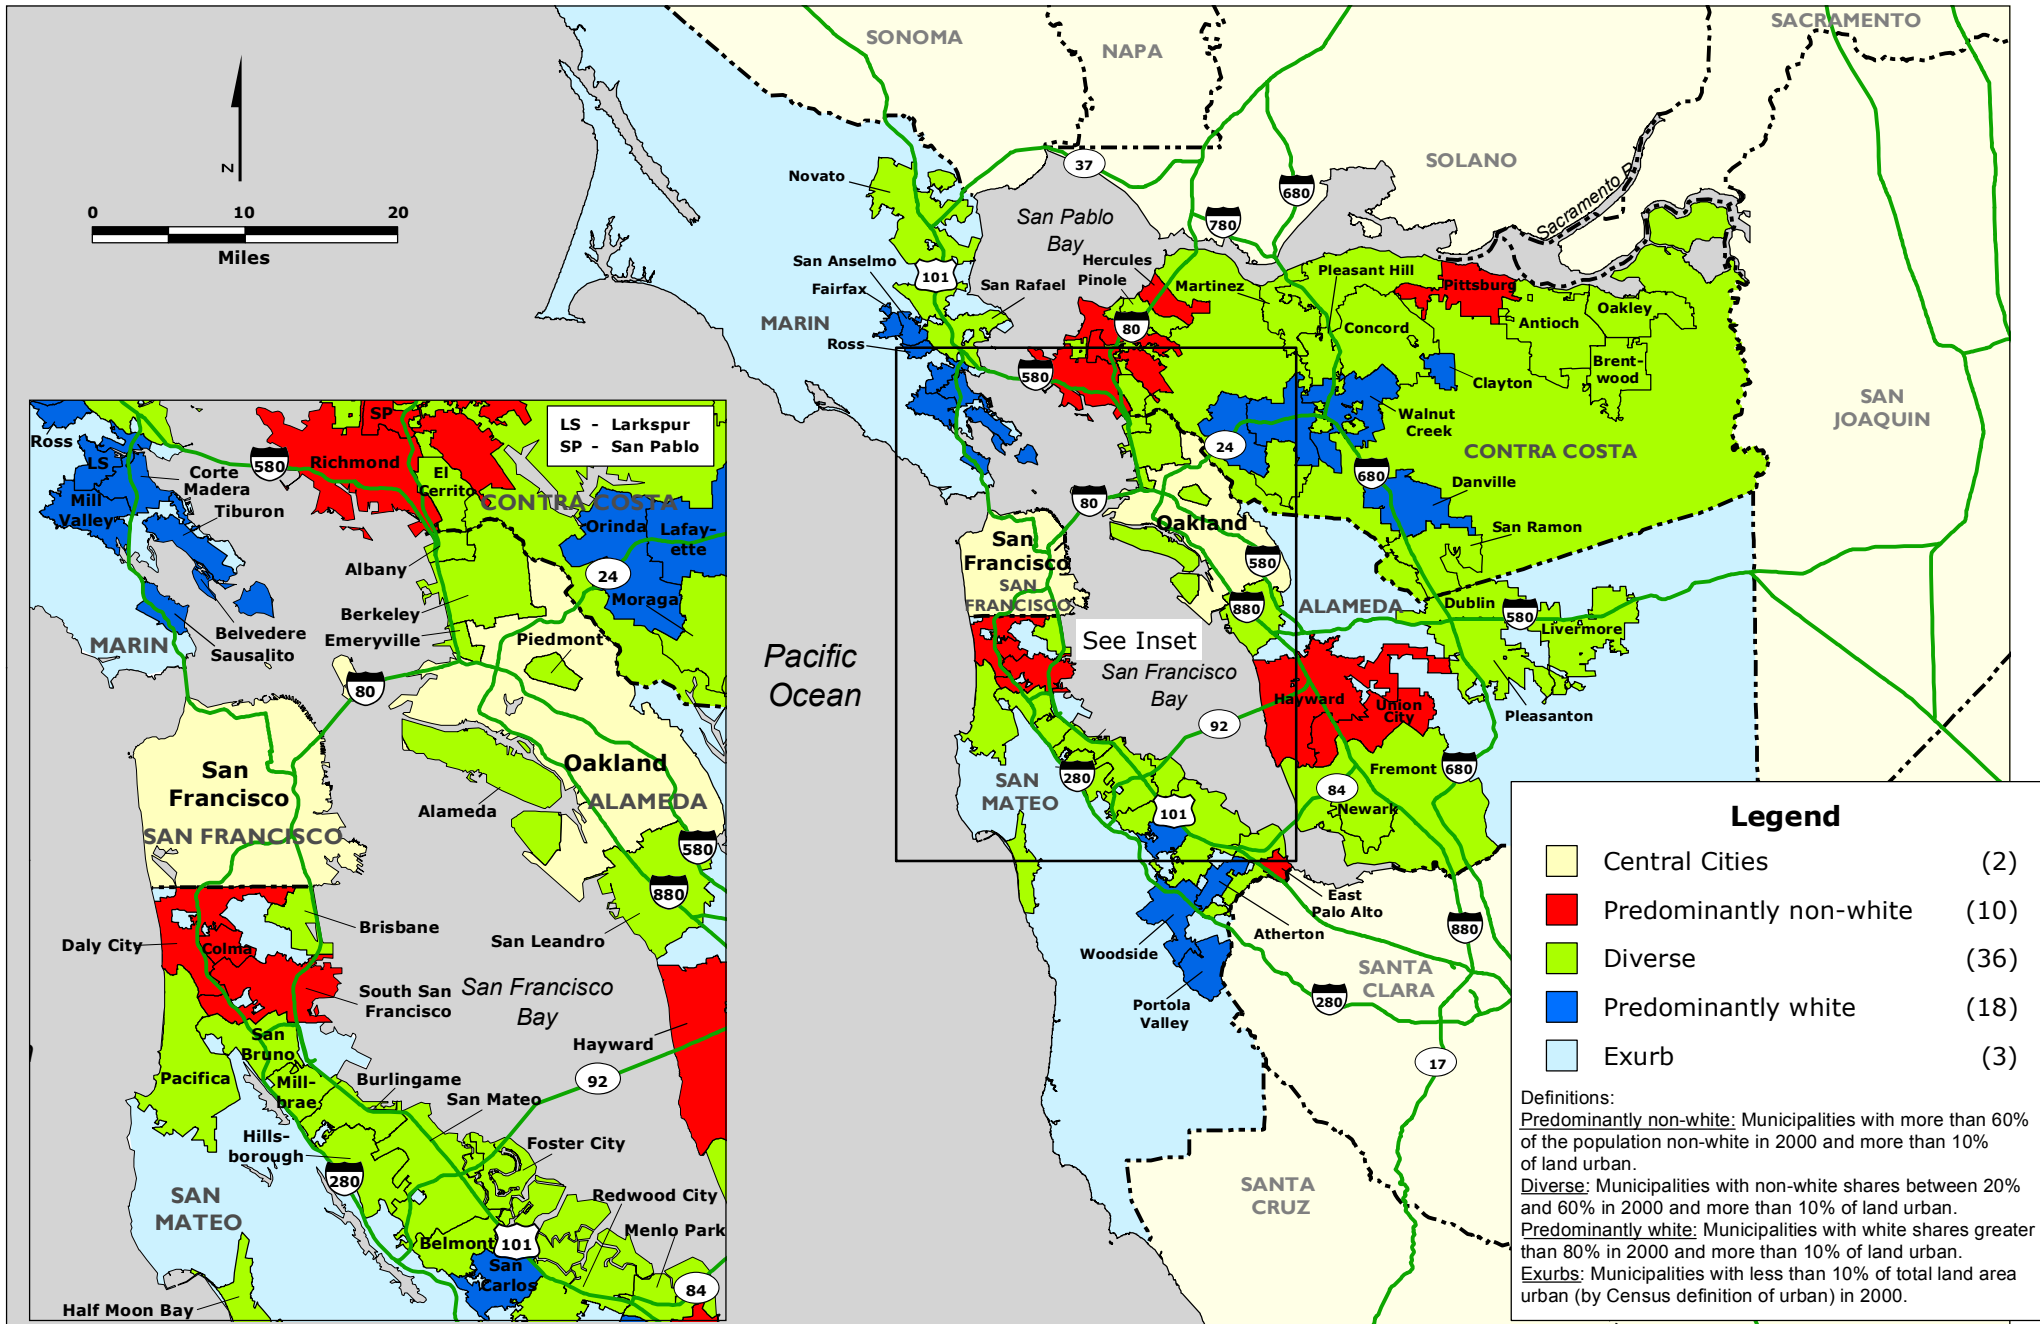 SONOMA
NAPA
SACRAMENTO
SOLANO
Sacramento R
N
0 10 20
Miles
37
680
780
Novato
San Pablo
Bay
San Anselmo
101
Fairfax
San Rafael
Hercules
Pinole
Martinez
Pleasant Hill
Pittsburg
MARIN
80
Concord
Antioch
Oakley
Ross
580
Brent-
wood
Clayton
Walnut
Creek
24
CONTRA COSTA
680
Danville
San Ramon
SAN
JOAQUIN
80
Oakland
San
Francisco
SAN
FRANCISCO
580
880
ALAMEDA
Dublin
580
Livermore
See Inset
San Francisco
Bay
Pacific
Ocean
Hayward
Union
City
Pleasanton
92
SAN
MATEO
280
Fremont
680
84
Newark
101
East
Palo Alto
Atherton
Woodside
880
SANTA
CLARA
280
Portola
Valley
17
SANTA
CRUZ
LS - Larkspur
SP - San Pablo
Ross
SP
LS
580
Richmond
Corte
Madera
El
Cerrito
Mill
Valley
Tiburon
CONTRA COSTA
Orinda
Lafay-
ette
Albany
24
Moraga
Berkeley
Emeryville
Piedmont
MARIN
Belvedere
Sausalito
80
San
Francisco
SAN FRANCISCO
Oakland
ALAMEDA
Alameda
580
880
Brisbane
San Leandro
Daly City
Colma
South San
Francisco
San Francisco
Bay
San
Bruno
Hayward
Pacifica
Mill-
brae
Burlingame
92
San Mateo
Hills-
borough
Foster City
280
SAN
MATEO
Redwood City
Menlo Park
Belmont
101
San
Carlos
84
Half Moon Bay
Legend
Central Cities (2)
Predominantly non-white (10)
Diverse (36)
Predominantly white (18)
Exurb (3)
Definitions:
Predominantly non-white: Municipalities with more than 60%
of the population non-white in 2000 and more than 10%
of land urban.
Diverse: Municipalities with non-white shares between 20%
and 60% in 2000 and more than 10% of land urban.
Predominantly white: Municipalities with white shares greater
than 80% in 2000 and more than 10% of land urban.
Exurbs: Municipalities with less than 10% of total land area
urban (by Census definition of urban) in 2000.